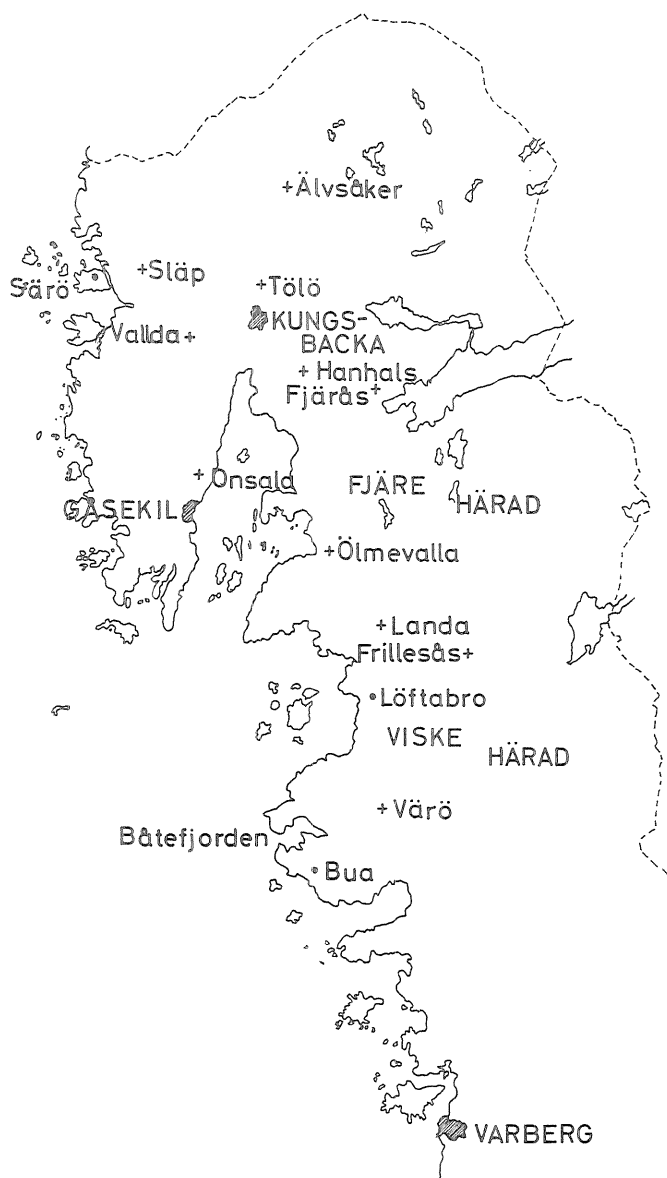 Älvsåker
Släp
Särö
Tölö
KUNGS-
BACKA
Vallda
Hanhals
Fjärås
Onsala
FJÄRE
HÄRAD
GÅSEKIL
Ölmevalla
Landa
Frillesås
Löftabro
VISKE
HÄRAD
Värö
Båtefjorden
Bua
VARBERG